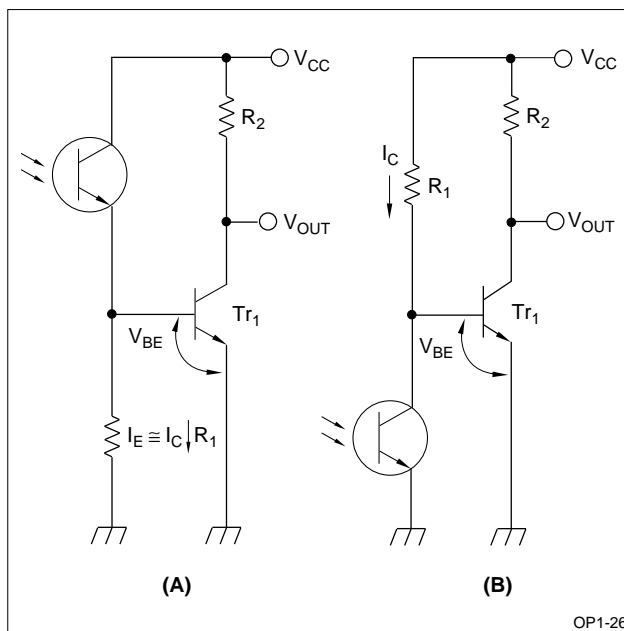 V_CC
R_2
V_OUT
Tr_1
V_BE
I_E ≅ I_C R_1
(A)
V_CC
R_2
I_C
R_1
V_OUT
Tr_1
V_BE
(B)
OP1-26